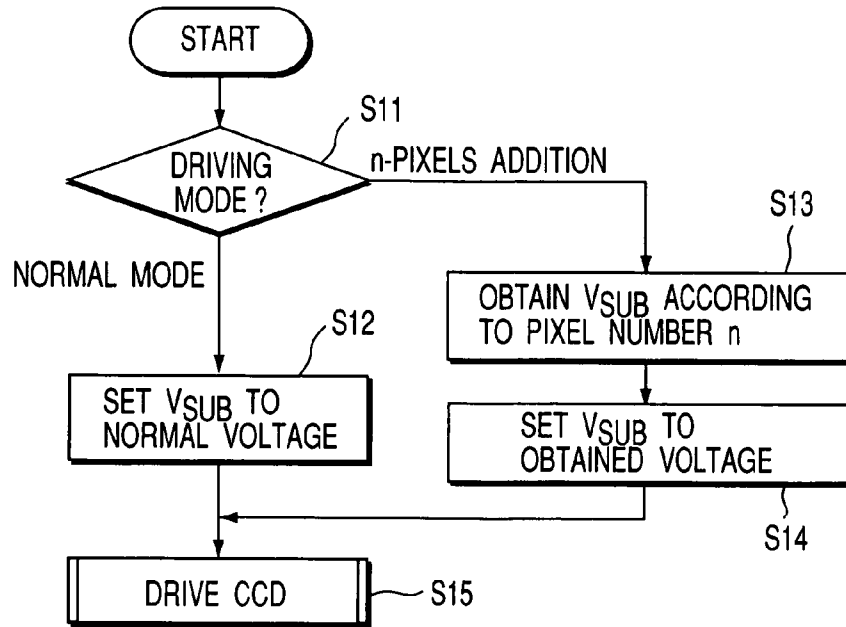 START
S11
DRIVING
MODE?
n-PIXELS ADDITION
NORMAL MODE
S13
OBTAIN VSUB ACCORDING
TO PIXEL NUMBER n
S12
SET VSUB TO
NORMAL VOLTAGE
SET VSUB TO
OBTAINED VOLTAGE
S14
DRIVE CCD
S15